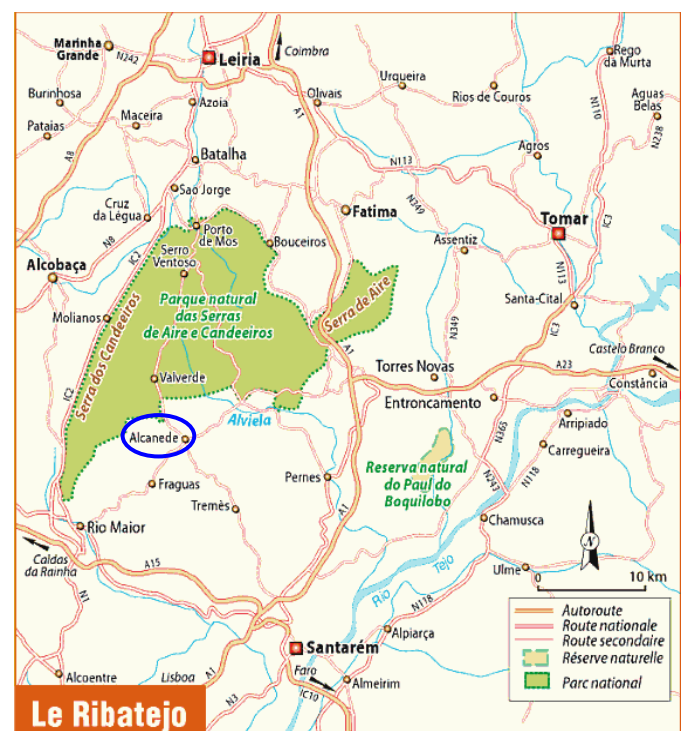 Marinha
Grande
N242
Leiria
Coimbra
Rego
da Murta
Burinhosa
Azoia
Olivais
Urqueira
Rios de Couros
N110
Aguas
Belas
Pataias
Maceira
A1
N238
A8
Batalha
N113
Agros
Sao Jorge
N349
Cruz
da Légua
Porto
de Mos
Fatima
Tomar
IC3
N8
Serro
Ventoso
Bouceiros
Assentiz
Alcobaça
IC2
N113
Parque natural
das Serras
de Aire e Candeeiros
Serra de Aire
Santa-Cital
Molianos
Serra dos Candeeiros
N349
IC3
Castelo Branco
Valverde
Torres Novas
A23
IC2
A1
Entroncamento
Constância
Alviela
Arripiado
Alcanede
N365
N118
Carregueira
Reserva natural
do Paul do
Boquilobo
Fraguas
Pernes
N243
Tremès
A1
Chamusca
Rio Maior
N
Caldas
da Rainha
A15
Rio Tejo
Ulme
0 10 km
N1
N118
Autoroute
Route nationale
Route secondaire
Réserve naturelle
Parc national
Alpiarça
Santarém
Alcoentre
Lisboa
A1
Faro
Almeirim
N3
IC10
Le Ribatejo